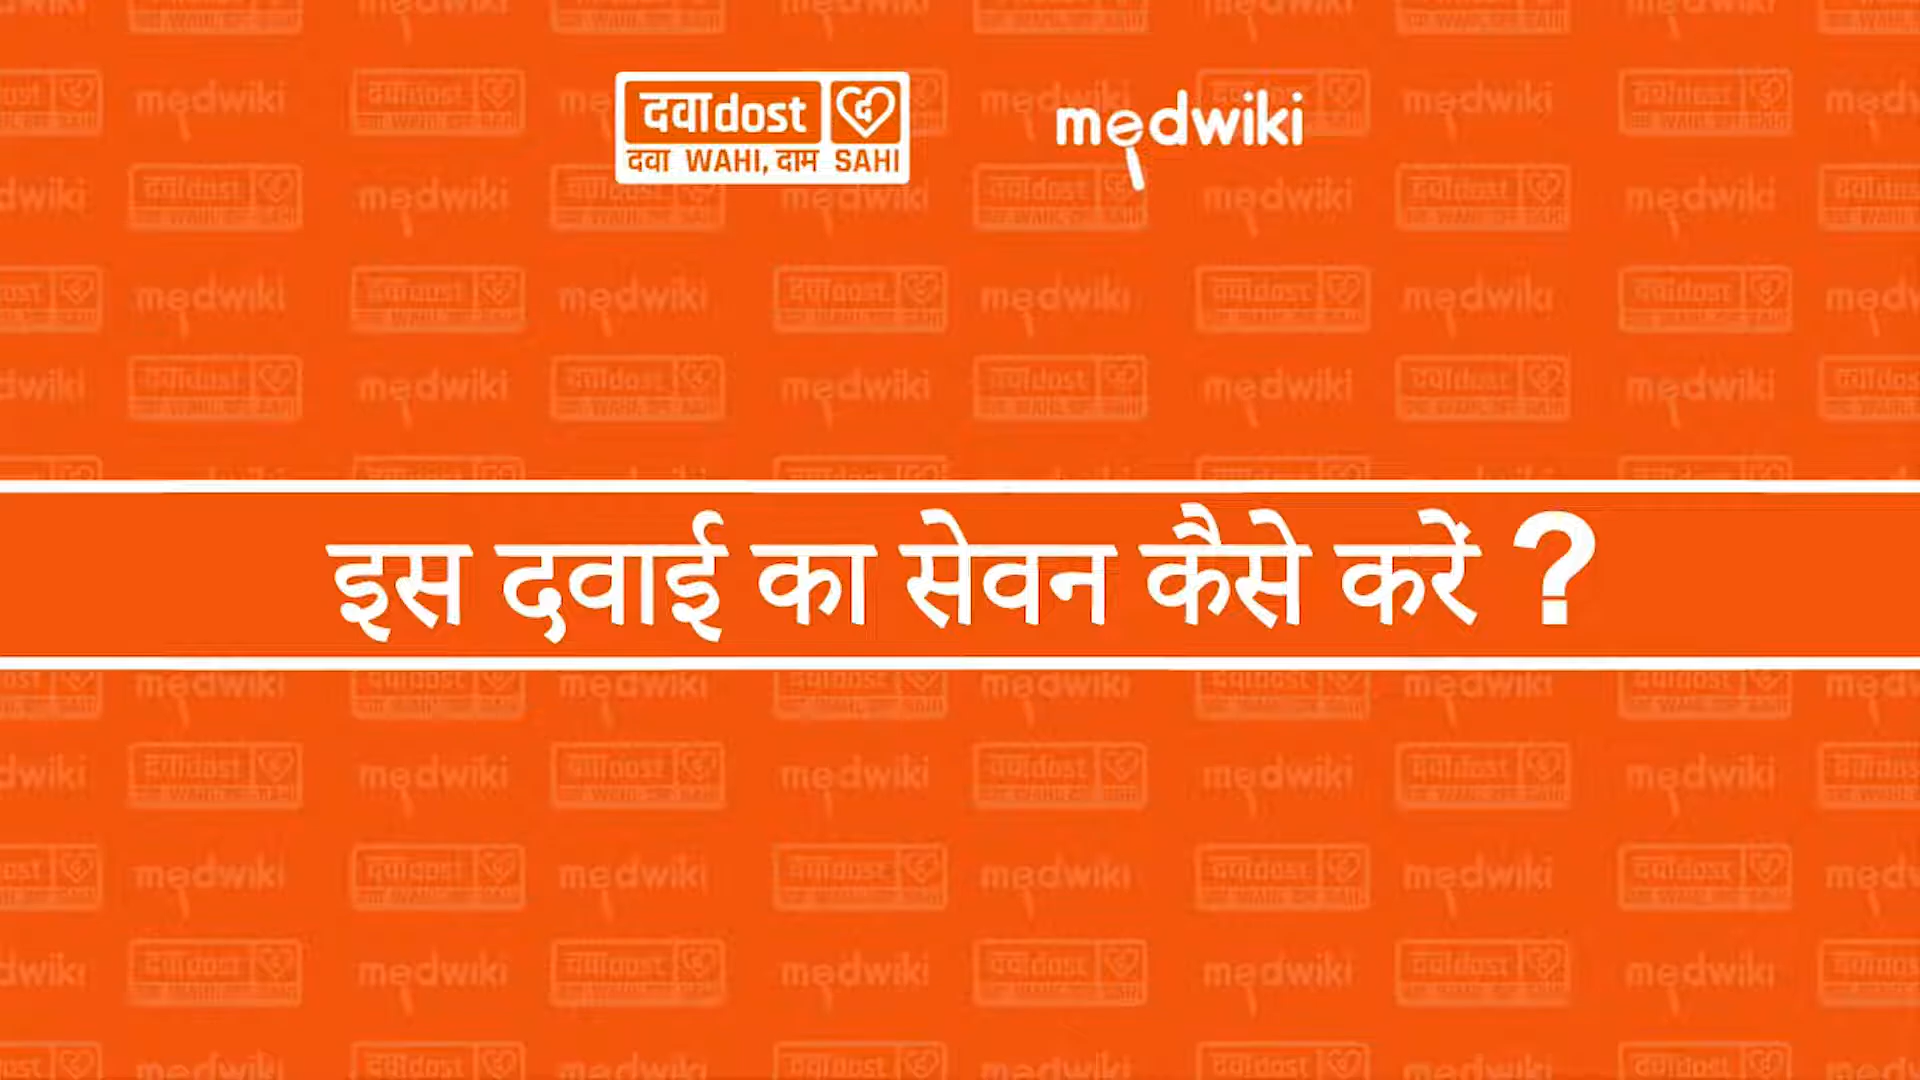 दवाdost
दवा WAHI, दाम SAHI
medwiki
इस दवाई का सेवन कैसे करें ?